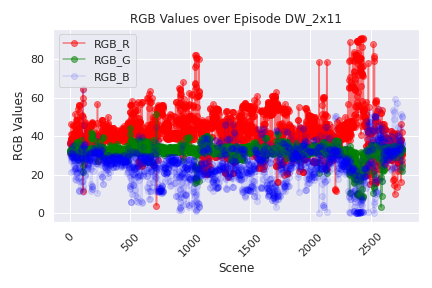 RGB Values over Episode DW_2x11
RGB_R
RGB_G
RGB_B
RGB Values
80
60
40
20
0
0
500
1000
1500
2000
2500
Scene